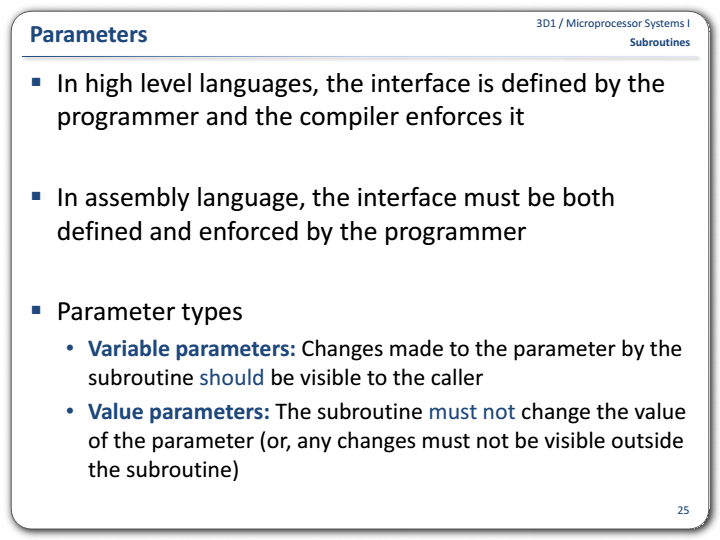 Parameters
3D1 / Microprocessor Systems I
Subroutines
▪ In high level languages, the interface is defined by the
programmer and the compiler enforces it
▪ In assembly language, the interface must be both
defined and enforced by the programmer
▪ Parameter types
• Variable parameters: Changes made to the parameter by the
subroutine should be visible to the caller
• Value parameters: The subroutine must not change the value
of the parameter (or, any changes must not be visible outside
the subroutine)
25